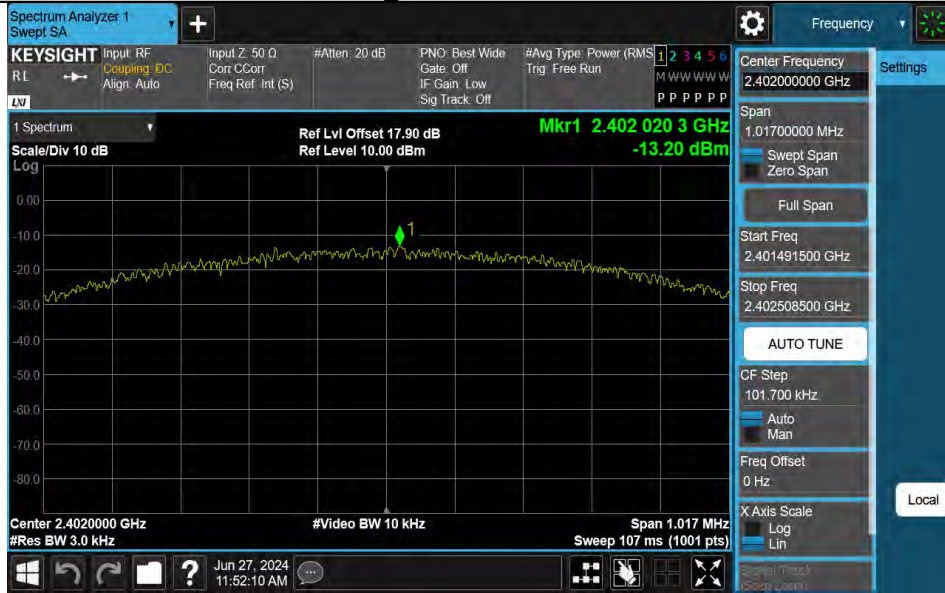 Spectrum Analyzer 1
Swept SA
+
Frequency
KEYSIGHT
RL
LXI
Input: RF
Coupling: DC
Align: Auto
Input Z: 50 Ω
Corr CCorr
Freq Ref: Int (S)
#Atten: 20 dB
PNO: Best Wide
Gate: Off
IF Gain: Low
Sig Track: Off
#Avg Type: Power (RMS
Trig: Free Run
1 2 3 4 5 6
M W W W W W
P P P P P P
1 Spectrum
Scale/Div 10 dB
Ref Lvl Offset 17.90 dB
Ref Level 10.00 dBm
Mkr1 2.402 020 3 GHz
-13.20 dBm
Log
0.00
-10.0
-20.0
-30.0
-40.0
-50.0
-60.0
-70.0
-80.0
1
Center 2.4020000 GHz
#Res BW 3.0 kHz
#Video BW 10 kHz
Span 1.017 MHz
Sweep 107 ms (1001 pts)
Center Frequency
2.402000000 GHz
Span
1.01700000 MHz
Swept Span
Zero Span
Full Span
Start Freq
2.401491500 GHz
Stop Freq
2.402508500 GHz
AUTO TUNE
CF Step
101.700 kHz
Auto
Man
Freq Offset
0 Hz
X Axis Scale
Log
Lin
Signal Track
(Span Zoom)
Settings
Local
?
Jun 27, 2024
11:52:10 AM